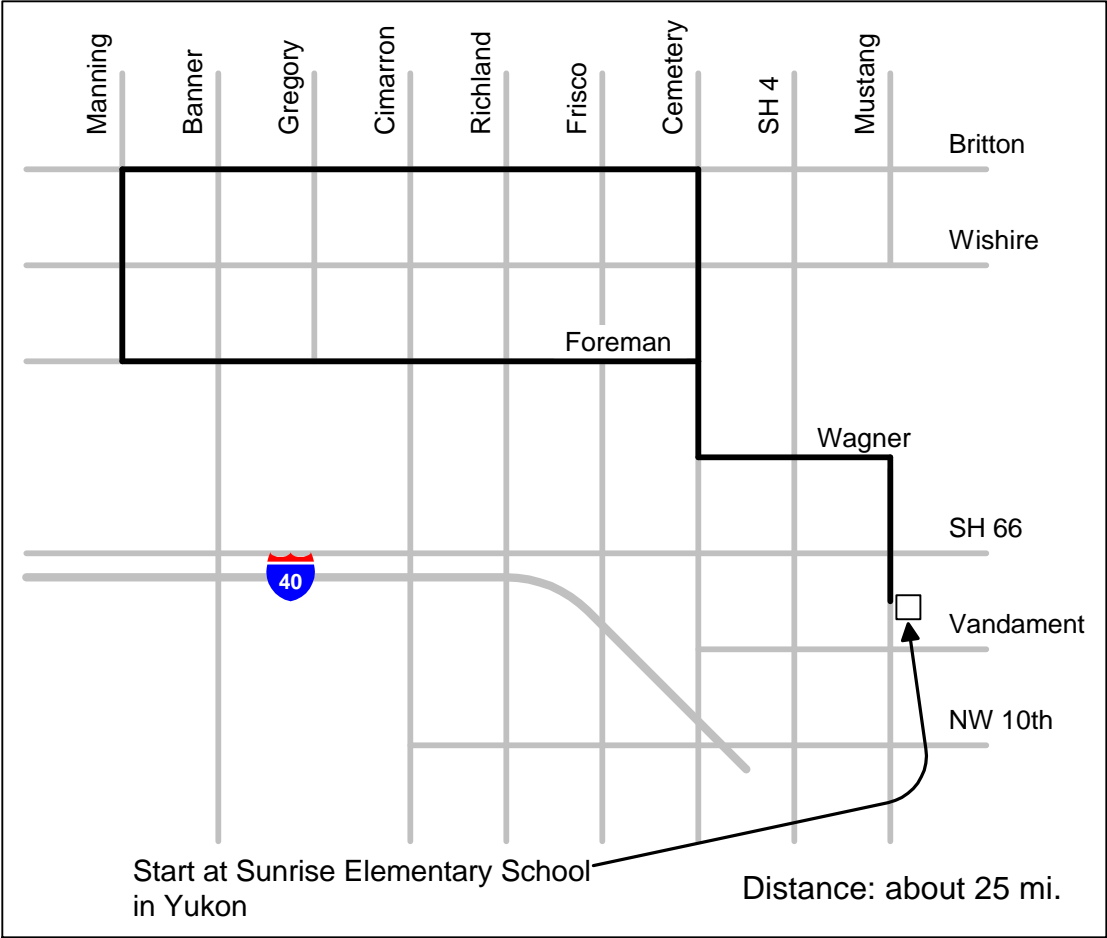 Manning
Banner
Gregory
Cimarron
Richland
Frisco
Cemetery
SH 4
Mustang
Britton
Wishire
Foreman
Wagner
SH 66
40
Vandament
NW 10th
Start at Sunrise Elementary School
in Yukon
Distance: about 25 mi.